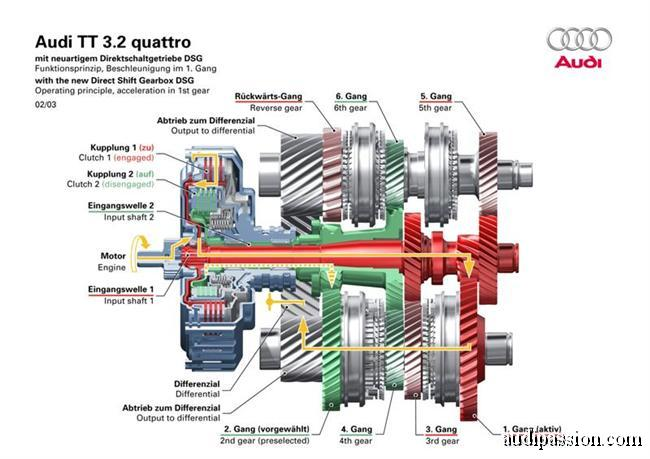 Audi TT 3.2 quattro
mit neuartigem Direktschaltgetriebe DSG
Funktionsprinzip, Beschleunigung im 1. Gang
with the new Direct Shift Gearbox DSG
Operating principle, acceleration in 1st gear
02/03
Audi
Rückwärts-Gang
Reverse gear
6. Gang
6th gear
5. Gang
5th gear
Abtrieb zum Differenzial
Output to differential
Kupplung 1 (zu)
Clutch 1 (engaged)
Kupplung 2 (auf)
Clutch 2 (disengaged)
Eingangswelle 2
Input shaft 2
Motor
Engine
Eingangswelle 1
Input shaft 1
Differenzial
Differential
Abtrieb zum Differenzial
Output to differential
2. Gang (vorgewählt)
2nd gear (preselected)
4. Gang
4th gear
3. Gang
3rd gear
1. Gang (aktiv)
audipassion.com